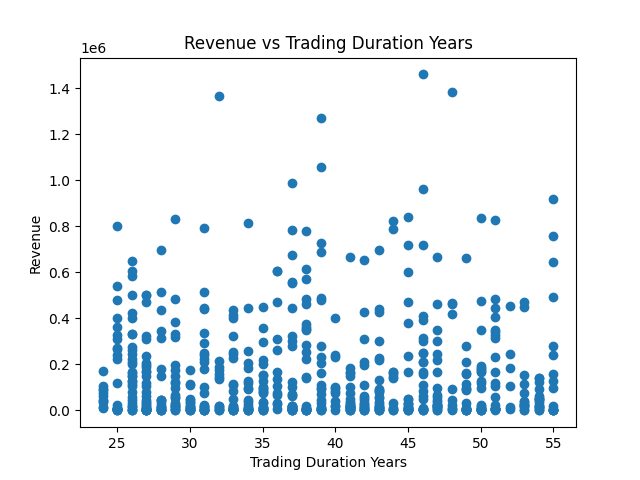 Revenue vs Trading Duration Years
1e6
1.4
1.2
1.0
0.8
0.6
0.4
0.2
0.0
Revenue
25 30 35 40 45 50 55
Trading Duration Years